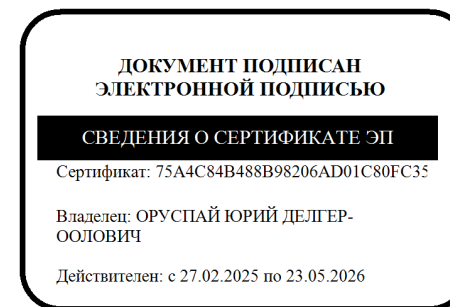 ДОКУМЕНТ ПОДПИСАН
ЭЛЕКТРОННОЙ ПОДПИСЬЮ
СВЕДЕНИЯ О СЕРТИФИКАТЕ ЭП
Сертификат: 75A4C84B488B98206AD01C80FC35
Владелец: ОРУСПАЙ ЮРИЙ ДЕЛГЕР-
ООЛОВИЧ
Действителен: с 27.02.2025 по 23.05.2026